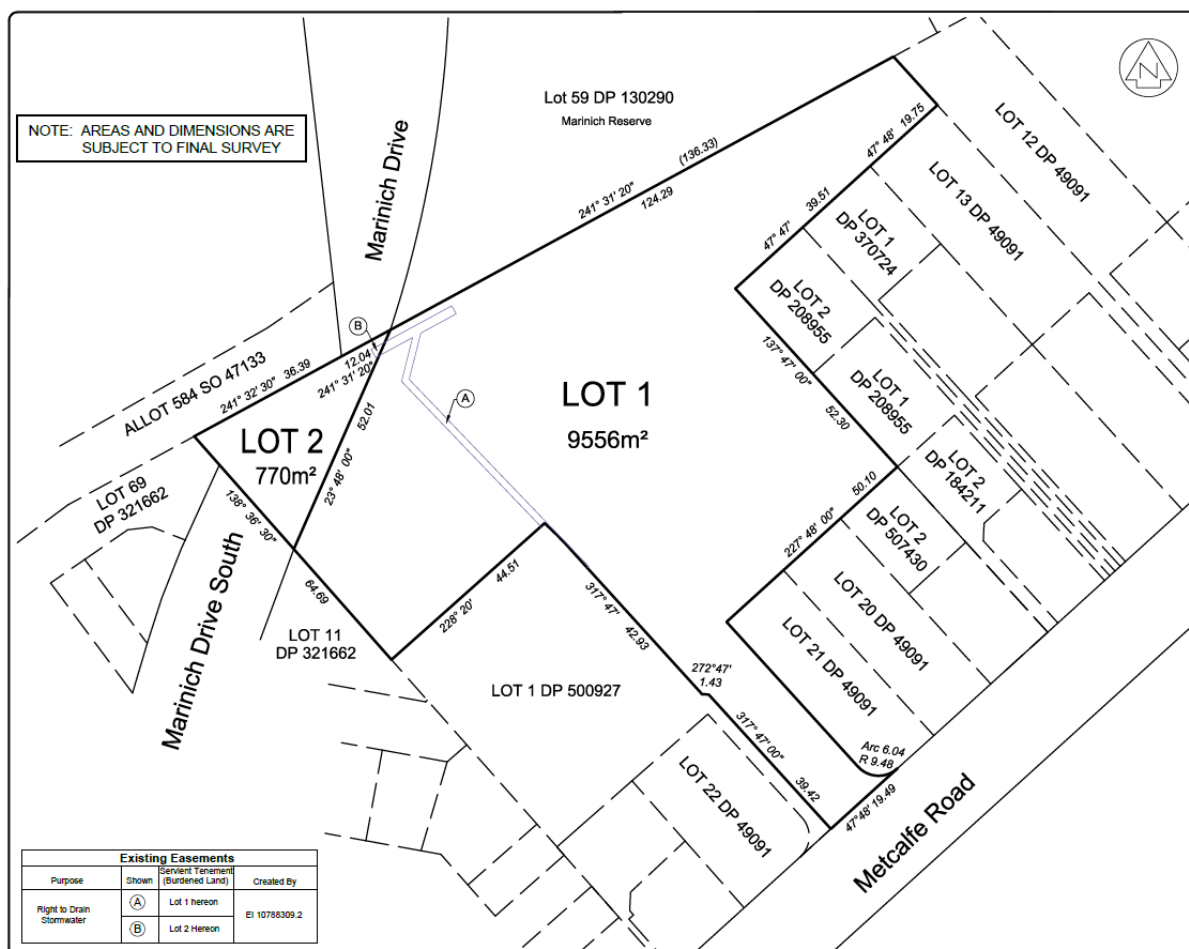 NOTE: AREAS AND DIMENSIONS ARE
SUBJECT TO FINAL SURVEY
Marinich Drive
Lot 59 DP 130290
Marinich Reserve
N
241° 31' 20"
(136.33)
124.29
47° 48' 19.75
47° 47' 39.51
LOT 12 DP 49091
LOT 13 DP 49091
LOT 1
DP 370724
LOT 2
DP 208955
LOT 1
DP 208955
LOT 2
DP 184211
LOT 2
DP 507430
LOT 20 DP 49091
LOT 21 DP 49091
LOT 22 DP 49091
137° 47' 00"
52.30
227° 48' 00"
50.10
B
A
LOT 1
9556m²
ALLOT 584 SO 47133
241° 32' 30" 36.39
12.04
241° 31' 20"
LOT 2
770m²
52.01
23° 48' 00"
LOT 69
DP 321662
138° 36' 30"
64.69
Marinich Drive South
LOT 11
DP 321662
228° 20'
44.51
317° 47'
42.93
LOT 1 DP 500927
272°47'
1.43
317° 47' 00"
39.42
Arc 6.04
R 9.48
47°48' 19.49
Metcalfe Road
Existing Easements
Purpose Shown Servient Tenement (Burdened Land) Created By
Right to Drain
Stormwater
A Lot 1 hereon
EI 10788309.2
B Lot 2 Hereon